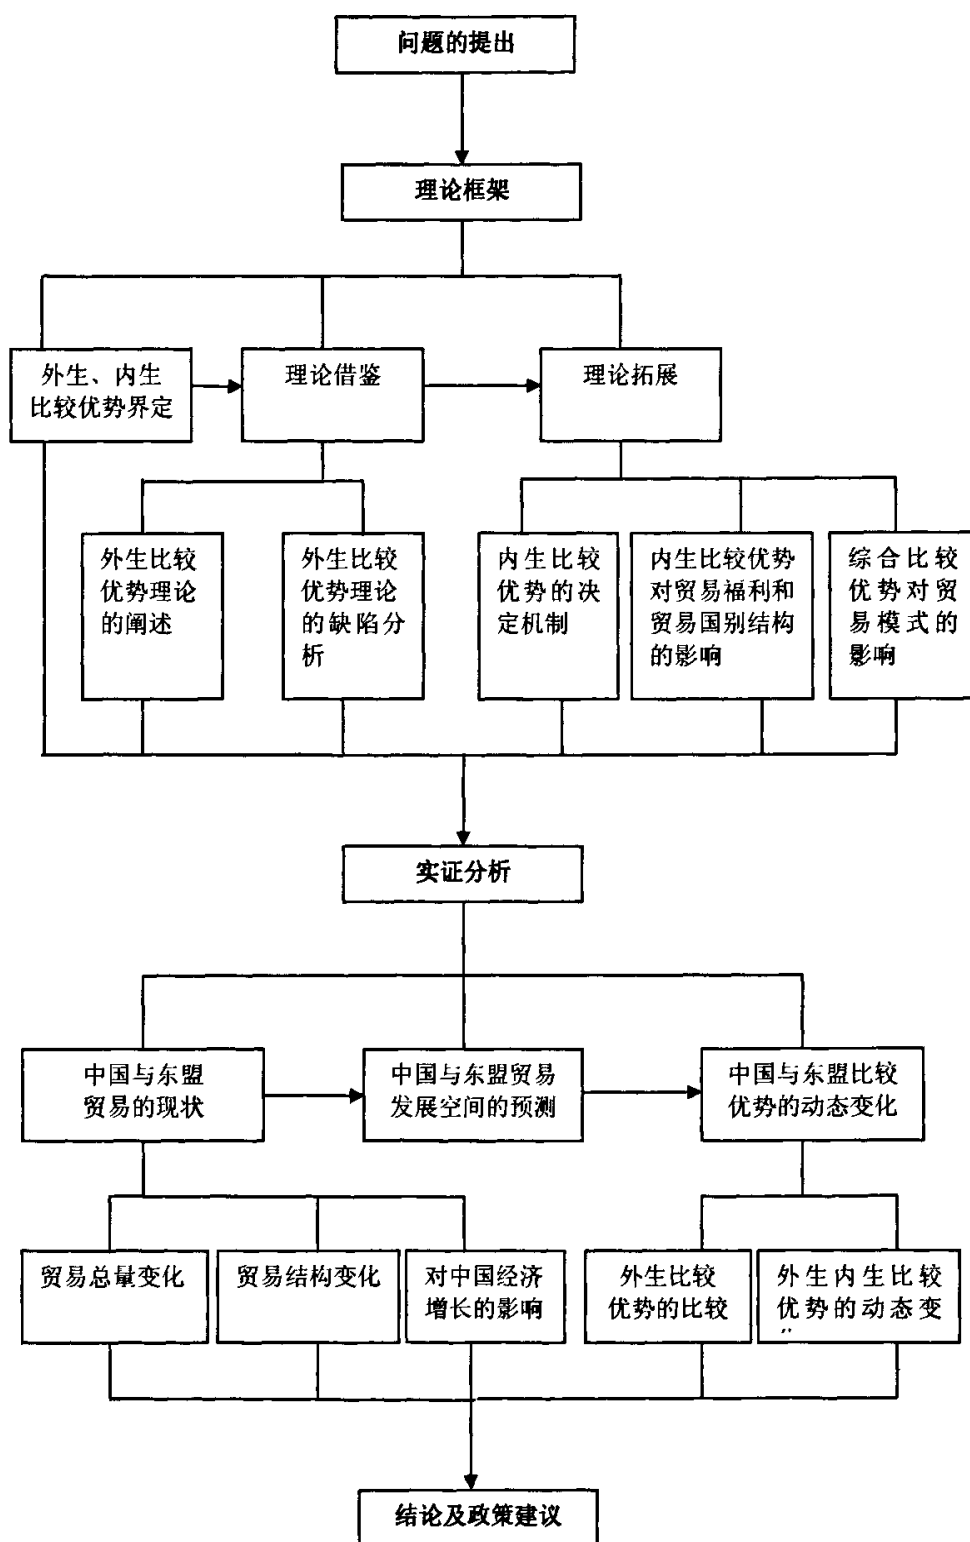 问题的提出
理论框架
外生、内生
比较优势界定
理论借鉴
理论拓展
外生比较
优势理论
的阐述
外生比较
优势理论
的缺陷分
析
内生比较
优势的决
定机制
内生比较优势
对贸易福利和
贸易国别结构
的影响
综合比较
优势对贸
易模式的
影响
实证分析
中国与东盟
贸易的现状
中国与东盟贸易
发展空间的预测
中国与东盟比较
优势的动态变化
贸易总量变化
贸易结构变化
对中国经济
增长的影响
外生比较
优势的比较
外生内生比较
优势的动态变
结论及政策建议